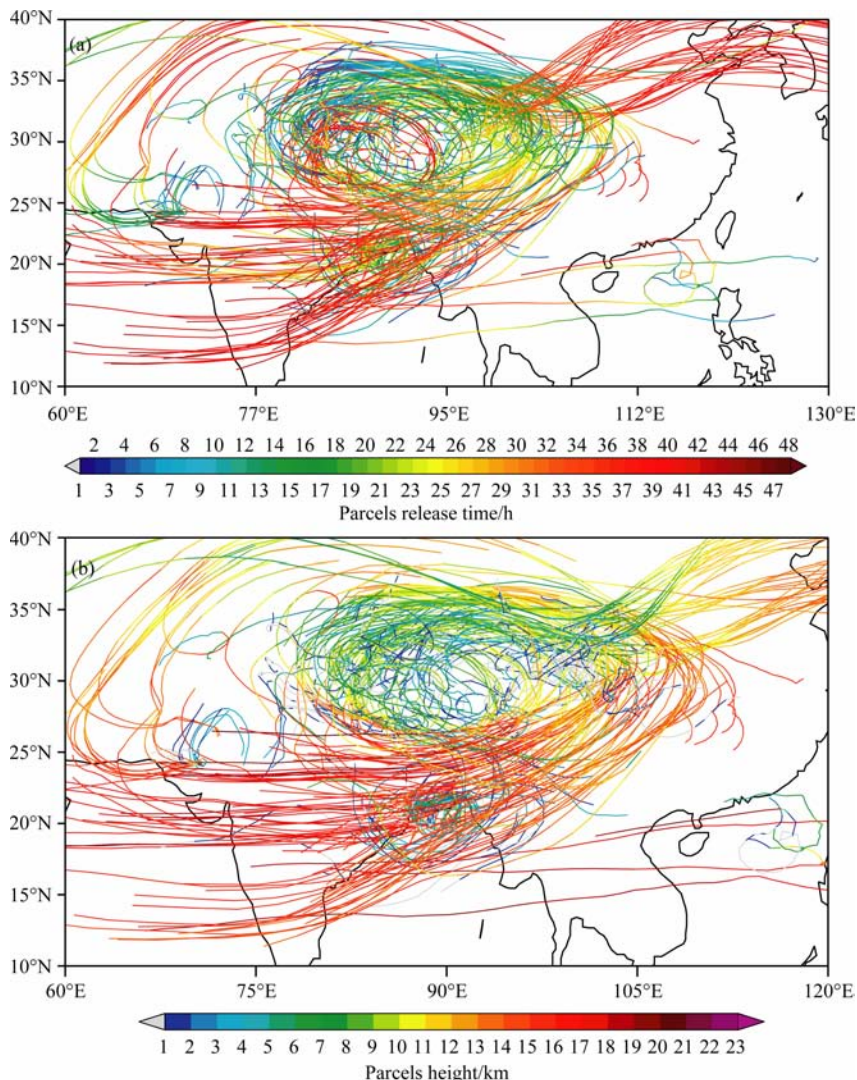 40°N
(a)
35°N
30°N
25°N
20°N
15°N
10°N
60°E 77°E 95°E 112°E 130°E
2 4 6 8 10 12 14 16 18 20 22 24 26 28 30 32 34 36 38 40 42 44 46 48
1 3 5 7 9 11 13 15 17 19 21 23 25 27 29 31 33 35 37 39 41 43 45 47
Parcels release time/h
40°N
(b)
35°N
30°N
25°N
20°N
15°N
10°N
60°E 75°E 90°E 105°E 120°E
1 2 3 4 5 6 7 8 9 10 11 12 13 14 15 16 17 18 19 20 21 22 23
Parcels height/km